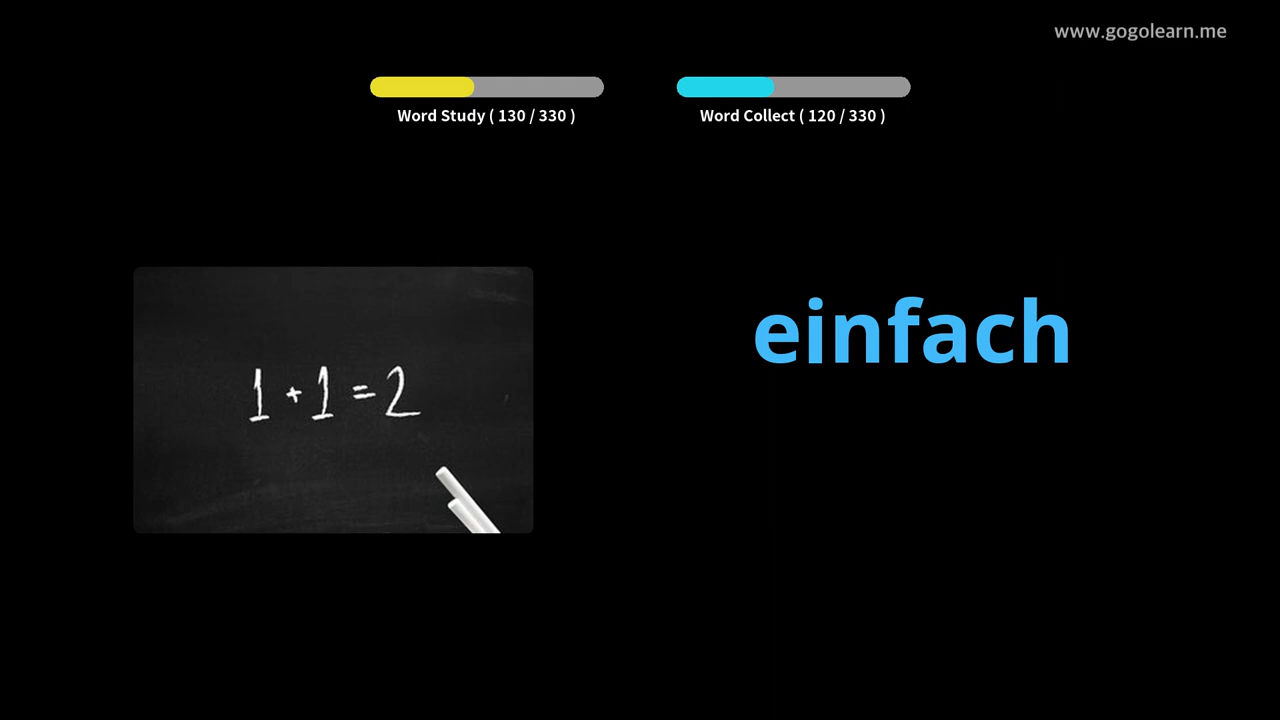 www.gogolearn.me
Word Study ( 130 / 330 )
Word Collect ( 120 / 330 )
einfach
1 + 1 = 2